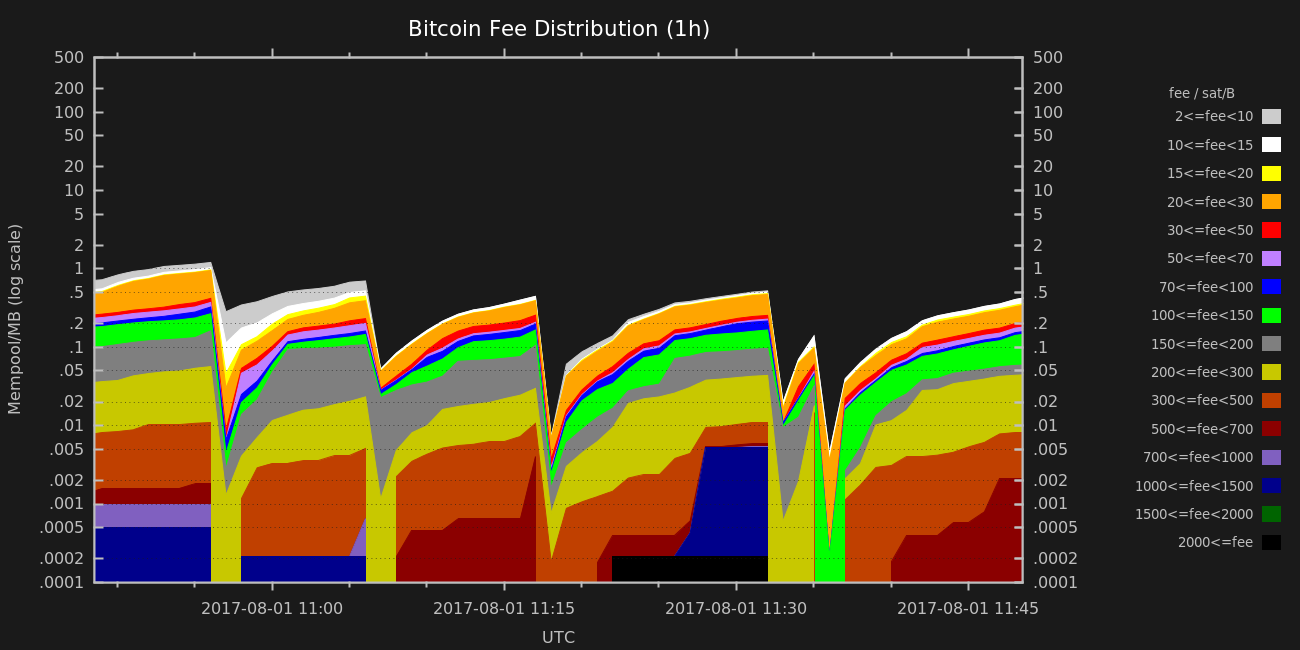 Bitcoin Fee Distribution (1h)
Mempool/MB (log scale)
500
200
100
50
20
10
5
2
1
.5
.2
.1
.05
.02
.01
.005
.002
.001
.0005
.0002
.0001
500
200
100
50
20
10
5
2
1
.5
.2
.1
.05
.02
.01
.005
.002
.001
.0005
.0002
.0001
2017-08-01 11:00
2017-08-01 11:15
2017-08-01 11:30
2017-08-01 11:45
UTC
fee / sat/B
2<=fee<10
10<=fee<15
15<=fee<20
20<=fee<30
30<=fee<50
50<=fee<70
70<=fee<100
100<=fee<150
150<=fee<200
200<=fee<300
300<=fee<500
500<=fee<700
700<=fee<1000
1000<=fee<1500
1500<=fee<2000
2000<=fee